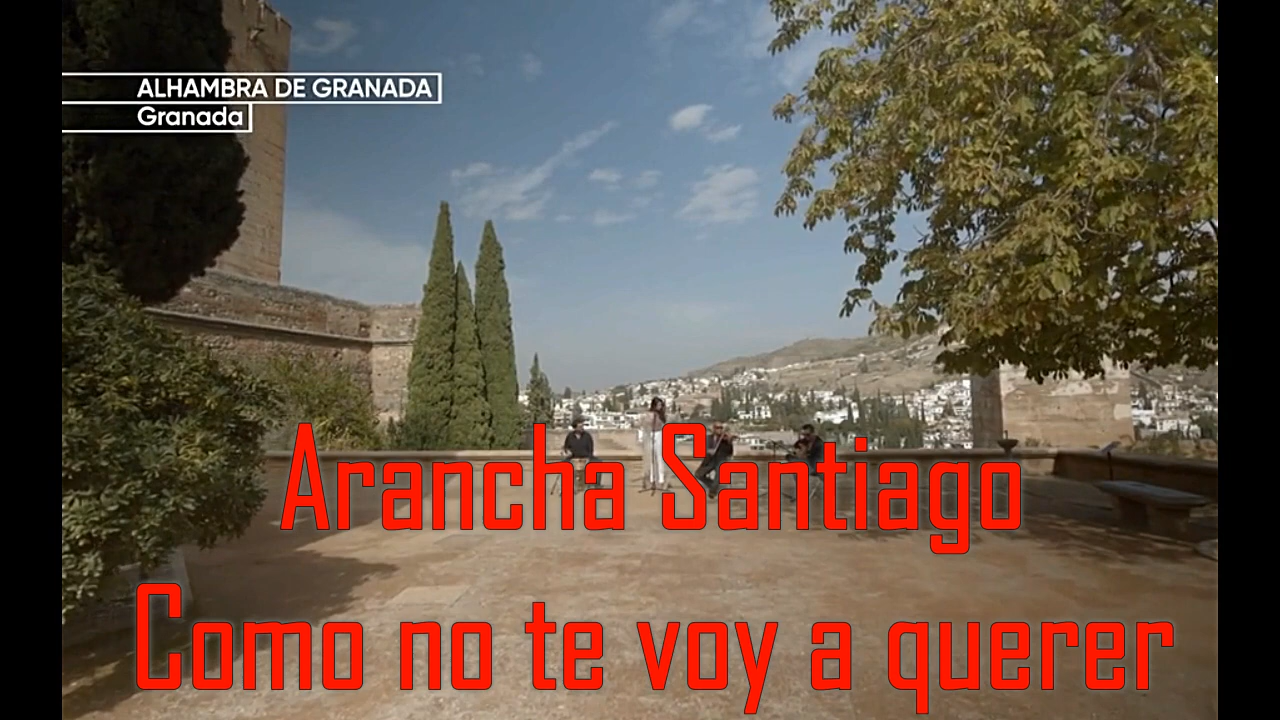 ALHAMBRA DE GRANADA
Granada
Arancha Santiago
Como no te voy a querer